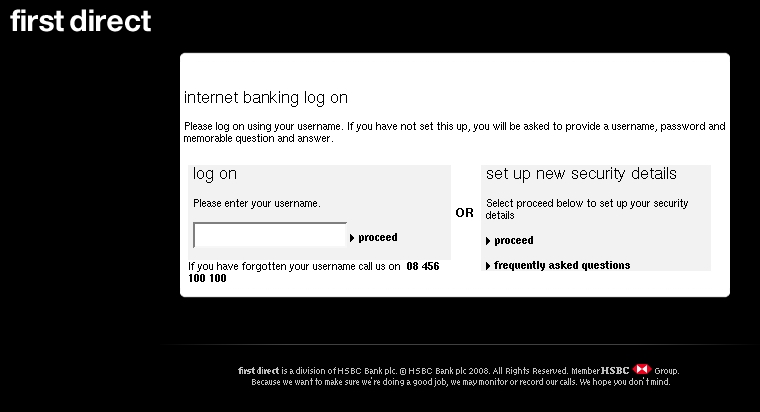 first direct
internet banking log on
Please log on using your username. If you have not set this up, you will be asked to provide a username, password and
memorable question and answer.
log on
Please enter your username.
proceed
If you have forgotten your username call us on 08 456
100 100
OR
set up new security details
Select proceed below to set up your security
details
proceed
frequently asked questions
first direct is a division of HSBC Bank plc. © HSBC Bank plc 2008. All Rights Reserved. Member HSBC Group.
Because we want to make sure we're doing a good job, we may monitor or record our calls. We hope you don't mind.